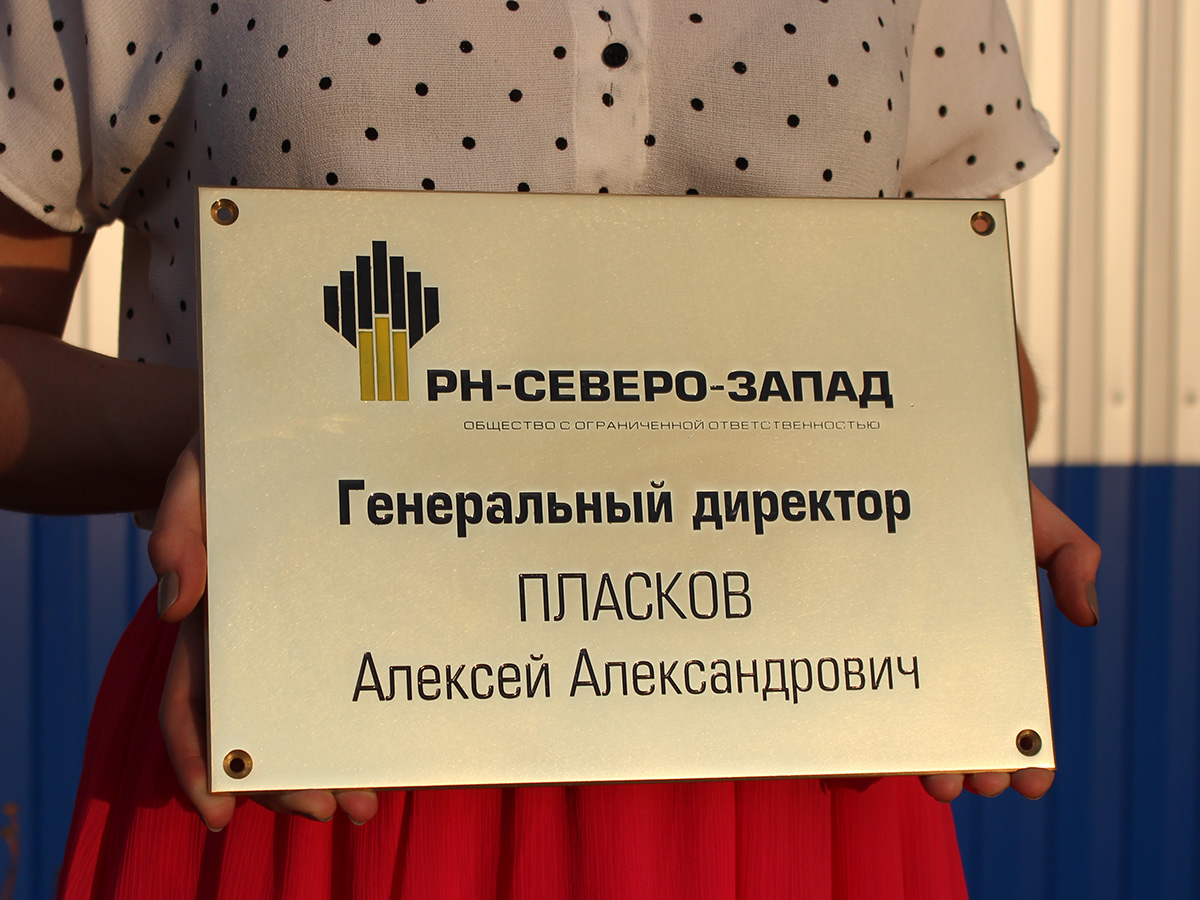 РН-СЕВЕРО-ЗАПАД
ОБЩЕСТВО С ОГРАНИЧЕННОЙ ОТВЕТСТВЕННОСТЬЮ
Генеральный директор
ПЛАСКОВ
Алексей Александрович